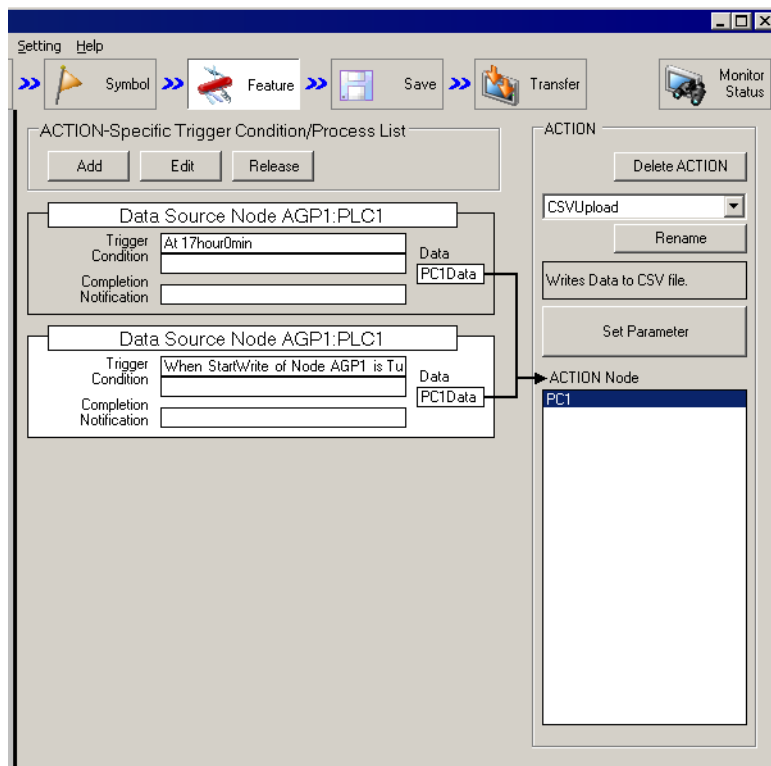 Setting Help
Symbol Feature Save Transfer Monitor Status
ACTION-Specific Trigger Condition/Process List
Add Edit Release
Data Source Node AGP1:PLC1
Trigger Condition At 17hour0min
Data
PC1Data
Completion Notification
Data Source Node AGP1:PLC1
Trigger Condition When StartWrite of Node AGP1 is Tu
Data
PC1Data
Completion Notification
ACTION
Delete ACTION
CSVUpload
Rename
Writes Data to CSV file.
Set Parameter
ACTION Node
PC1